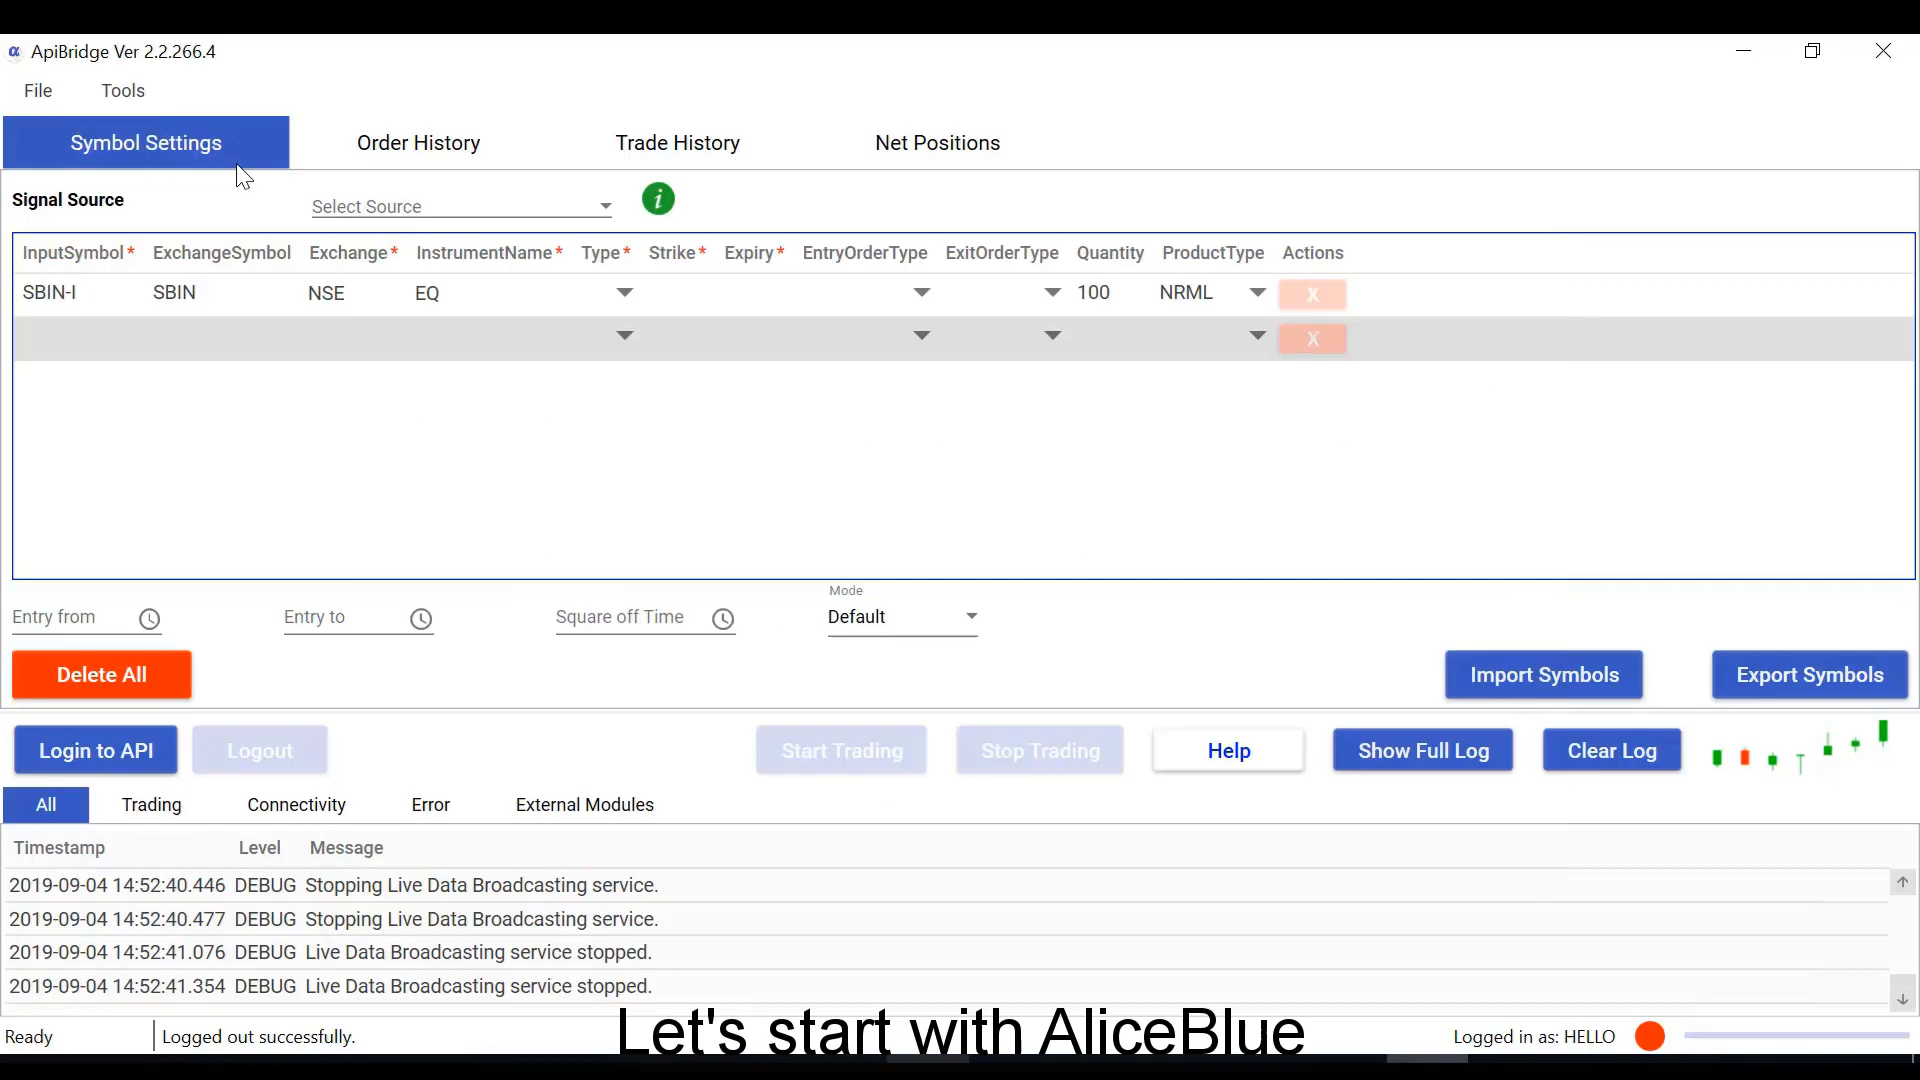 α ApiBridge Ver 2.2.266.4
File Tools
Symbol Settings Order History Trade History Net Positions
Signal Source Select Source i
InputSymbol* ExchangeSymbol Exchange* InstrumentName* Type* Strike* Expiry* EntryOrderType ExitOrderType Quantity ProductType Actions
SBIN-I SBIN NSE EQ 100 NRML X
X
Mode
Entry from Entry to Square off Time Default
Delete All Import Symbols Export Symbols
Login to API Logout Start Trading Stop Trading Help Show Full Log Clear Log
All Trading Connectivity Error External Modules
Timestamp Level Message
2019-09-04 14:52:40.446 DEBUG Stopping Live Data Broadcasting service.
2019-09-04 14:52:40.477 DEBUG Stopping Live Data Broadcasting service.
2019-09-04 14:52:41.076 DEBUG Live Data Broadcasting service stopped.
2019-09-04 14:52:41.354 DEBUG Live Data Broadcasting service stopped.
Ready Logged out successfully. Let's start with AliceBlue Logged in as: HELLO